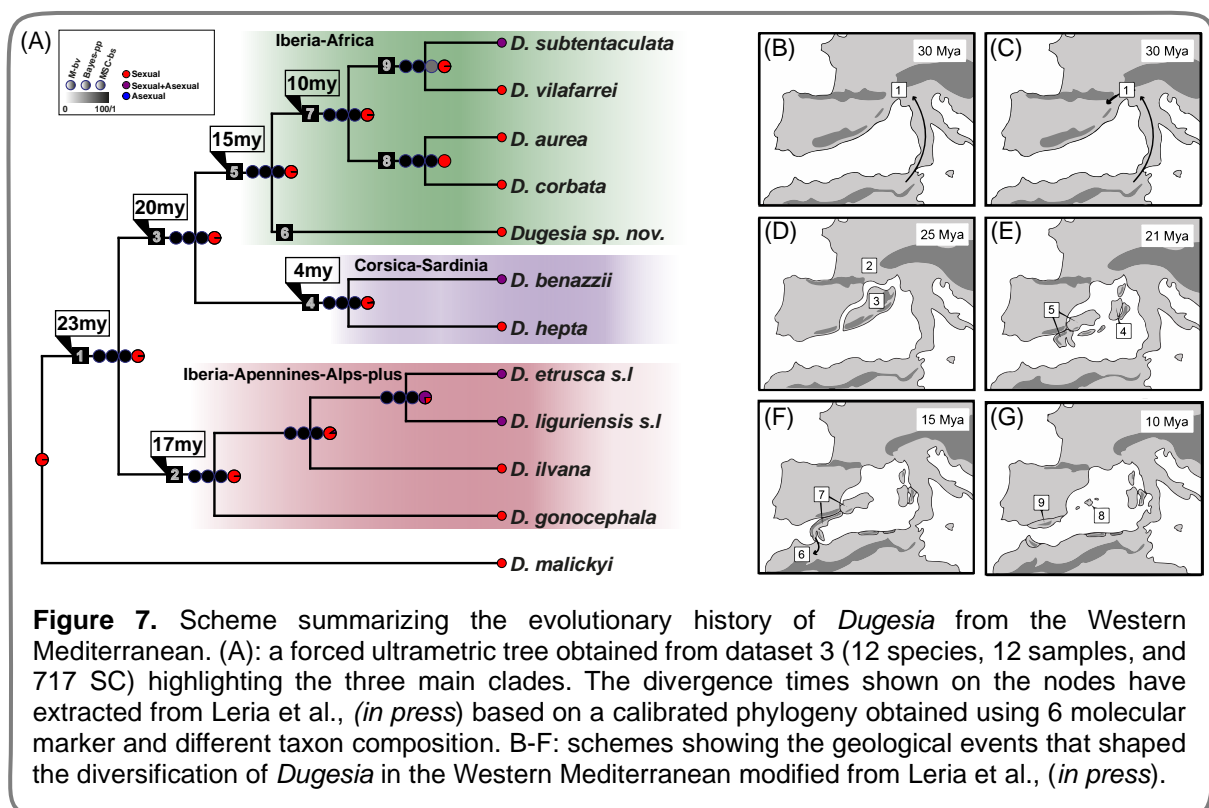 (A)
M-bv
Bayes-pp
MSC-bs
0 100/1
Sexual
Sexual+Asexual
Asexual
Iberia-Africa
9
D. subtentaculata
D. vilafarrei
10my
7
D. aurea
8
D. corbata
15my
5
6
Dugesia sp. nov.
20my
3
Corsica-Sardinia
4my
4
D. benazzii
D. hepta
23my
1
Iberia-Apennines-Alps-plus
D. etrusca s.l
D. liguriensis s.l
D. ilvana
17my
2
D. gonocephala
D. malickyi
(B) 30 Mya
1
(C) 30 Mya
1
(D) 25 Mya
2
3
(E) 21 Mya
5
4
(F) 15 Mya
7
6
(G) 10 Mya
9
8
Figure 7. Scheme summarizing the evolutionary history of Dugesia from the Western
Mediterranean. (A): a forced ultrametric tree obtained from dataset 3 (12 species, 12 samples, and
717 SC) highlighting the three main clades. The divergence times shown on the nodes have
extracted from Leria et al., (in press) based on a calibrated phylogeny obtained using 6 molecular
marker and different taxon composition. B-F: schemes showing the geological events that shaped
the diversification of Dugesia in the Western Mediterranean modified from Leria et al., (in press).